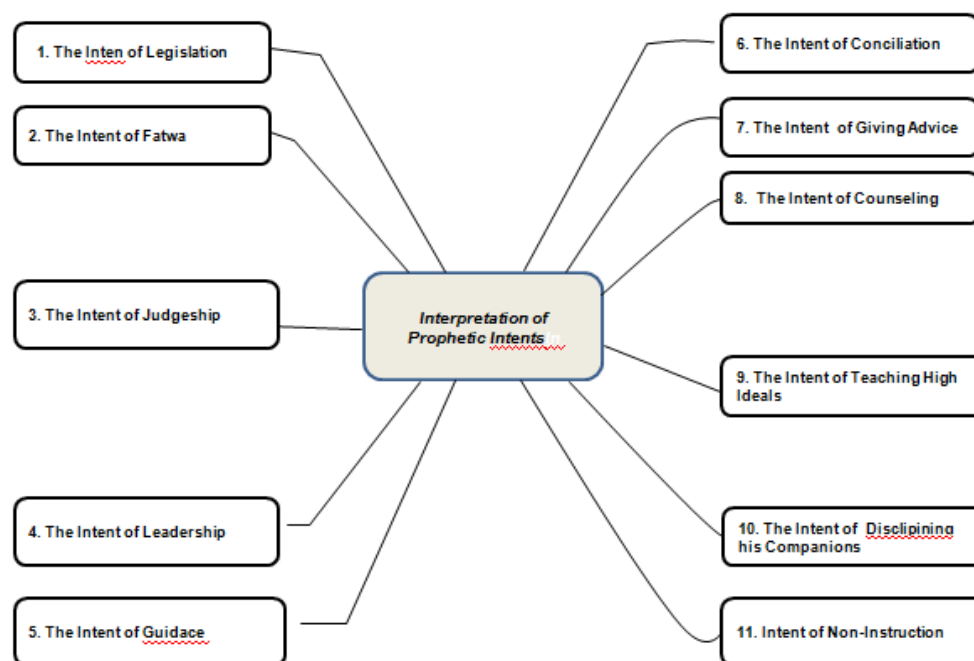 1. The Inten of Legislation
2. The Intent of Fatwa
3. The Intent of Judgeship
4. The Intent of Leadership
5. The Intent of Guidace
Interpretation of
Prophetic Intents
6. The Intent of Conciliation
7. The Intent of Giving Advice
8. The Intent of Counseling
9. The Intent of Teaching High
Ideals
10. The Intent of Disclipining
his Companions
11. Intent of Non-Instruction